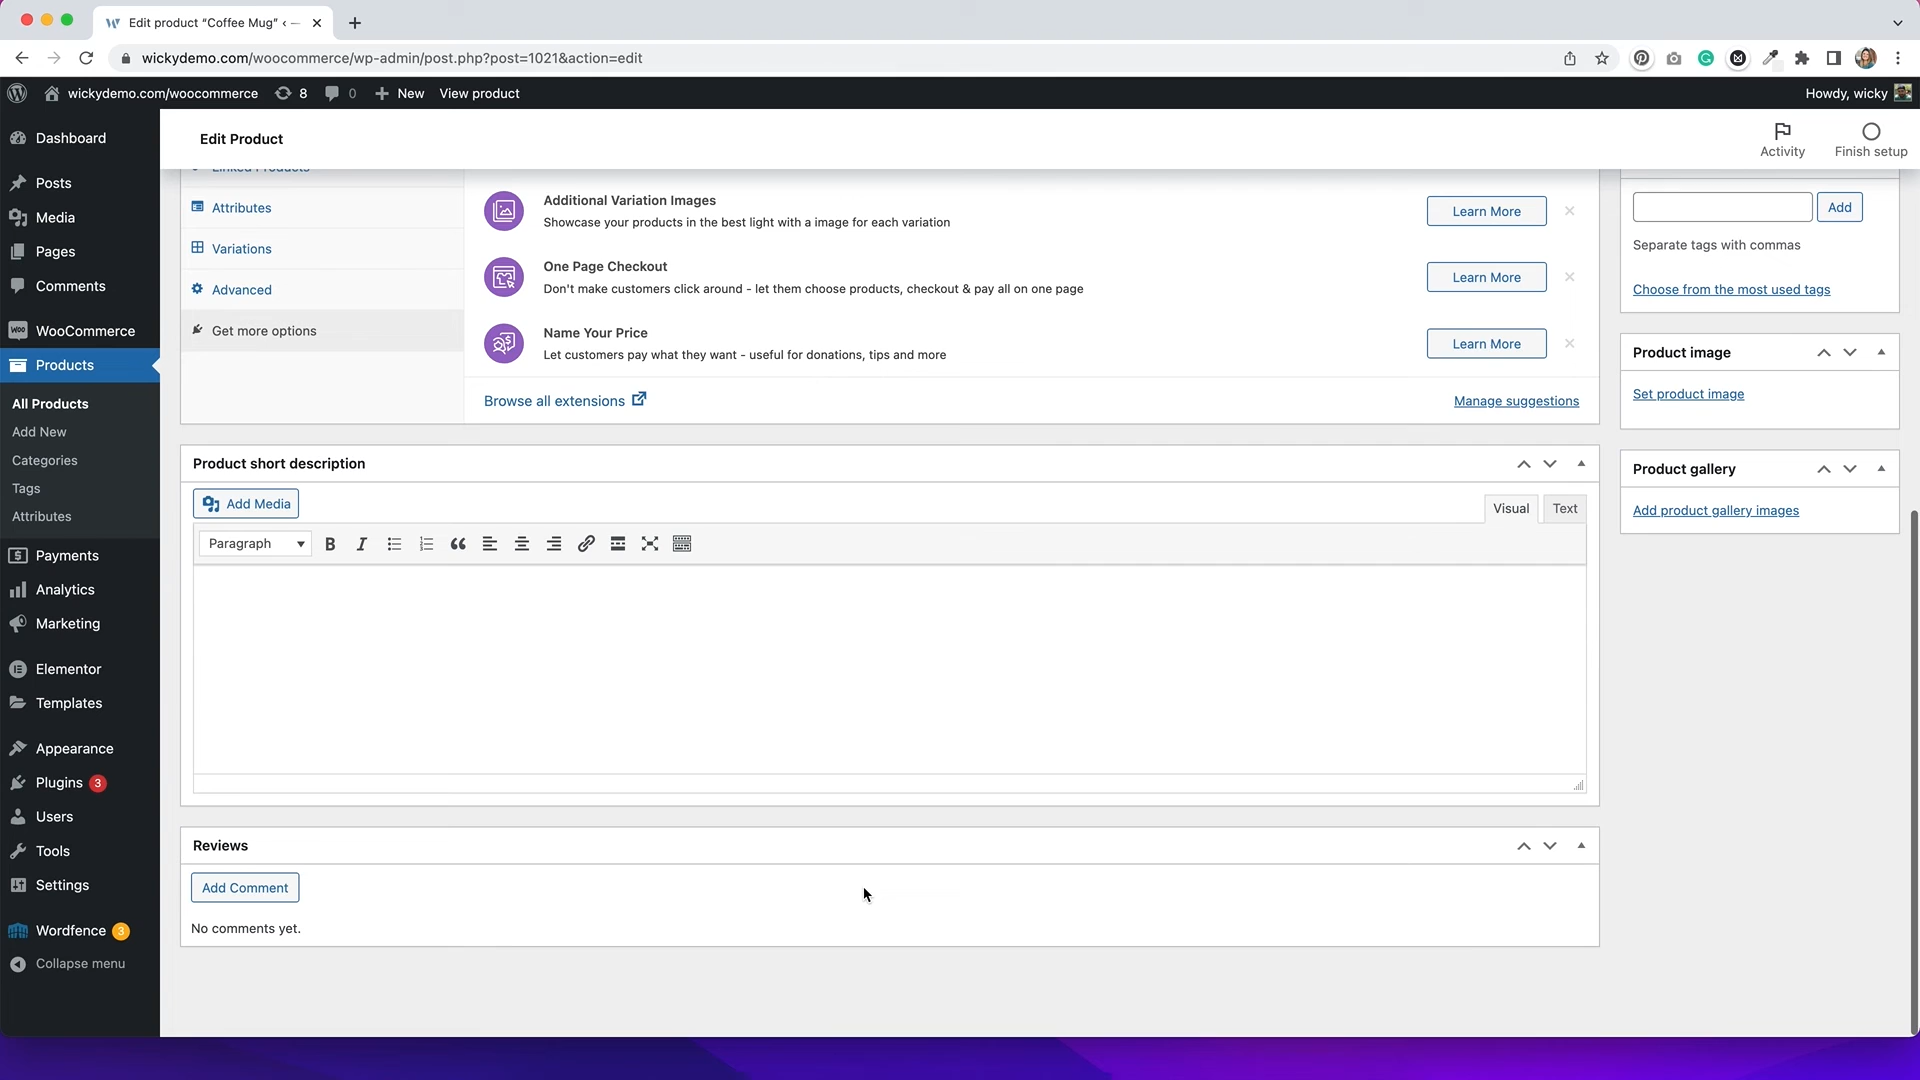 Edit product “Coffee Mug” ‹ —
wickydemo.com/woocommerce/wp-admin/post.php?post=1021&action=edit
wickydemo.com/woocommerce
8
0
New
View product
Howdy, wicky
Dashboard
Posts
Media
Pages
Comments
WooCommerce
Products
All Products
Add New
Categories
Tags
Attributes
Payments
Analytics
Marketing
Elementor
Templates
Appearance
Plugins 3
Users
Tools
Settings
Wordfence 3
Collapse menu
Edit Product
Activity
Finish setup
Linked Products
Attributes
Variations
Advanced
Get more options
Additional Variation Images
Showcase your products in the best light with a image for each variation
Learn More
One Page Checkout
Don't make customers click around - let them choose products, checkout & pay all on one page
Learn More
Name Your Price
Let customers pay what they want - useful for donations, tips and more
Learn More
Browse all extensions
Manage suggestions
Product short description
Add Media
Visual
Text
Paragraph
Reviews
Add Comment
No comments yet.
Add
Separate tags with commas
Choose from the most used tags
Product image
Set product image
Product gallery
Add product gallery images